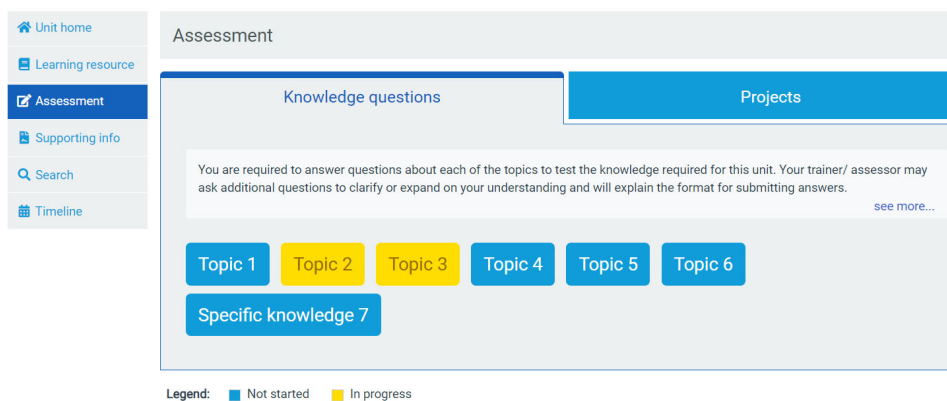 Unit home
Learning resource
Assessment
Supporting info
Search
Timeline
Assessment
Knowledge questions
Projects
You are required to answer questions about each of the topics to test the knowledge required for this unit. Your trainer/ assessor may
ask additional questions to clarify or expand on your understanding and will explain the format for submitting answers.
see more...
Topic 1
Topic 2
Topic 3
Topic 4
Topic 5
Topic 6
Specific knowledge 7
Legend: Not started In progress